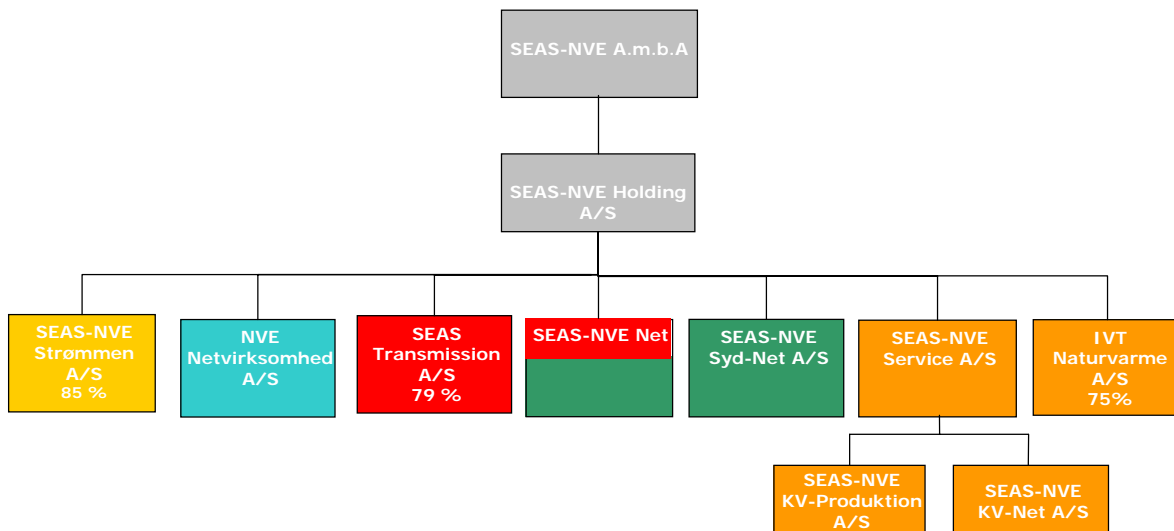 SEAS-NVE A.m.b.A
SEAS-NVE Holding
A/S
SEAS-NVE
Strømmen
A/S
85 %
NVE
Netvirksomhed
A/S
SEAS
Transmission
A/S
79 %
SEAS-NVE Net
SEAS-NVE
Syd-Net A/S
SEAS-NVE
Service A/S
IVT
Naturvarme
A/S
75%
SEAS-NVE
KV-Produktion
A/S
SEAS-NVE
KV-Net A/S